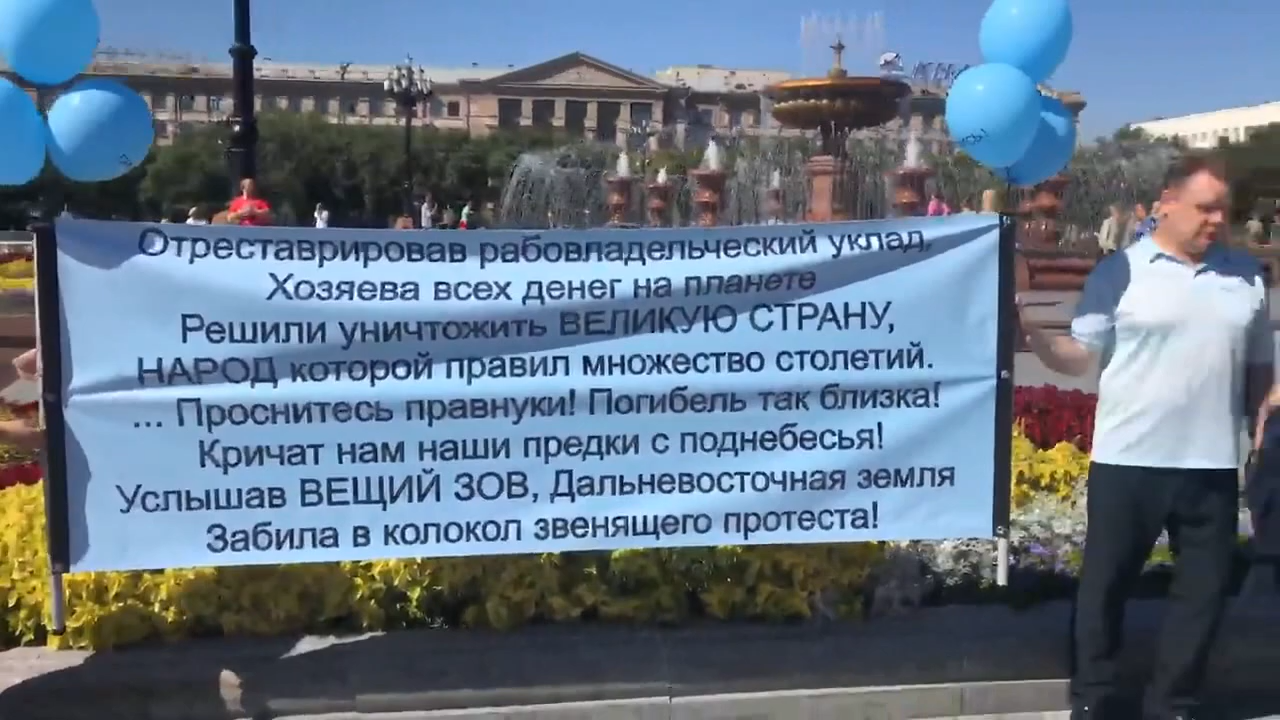 Отреставрировав рабовладельческий уклад,
Хозяева всех денег на планете
Решили уничтожить ВЕЛИКУЮ СТРАНУ,
НАРОД которой правил множество столетий.
... Проснитесь правнуки! Погибель так близка!
Кричат нам наши предки с поднебесья!
Услышав ВЕЩИЙ ЗОВ, Дальневосточная земля
Забила в колокол звенящего протеста!